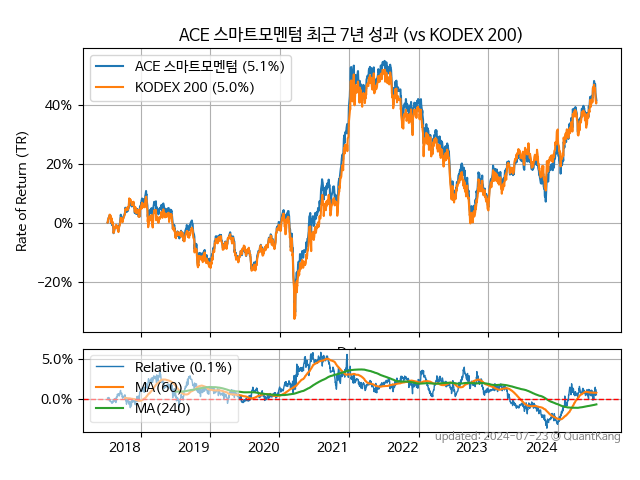 ACE 스마트모멘텀 최근 7년 성과 (vs KODEX 200)
ACE 스마트모멘텀 (5.1%)
KODEX 200 (5.0%)
Rate of Return (TR)
40%
20%
0%
−20%
5.0%
0.0%
Relative (0.1%)
MA(60)
MA(240)
2018 2019 2020 2021 2022 2023 2024
updated: 2024-07-23 © QuantKang